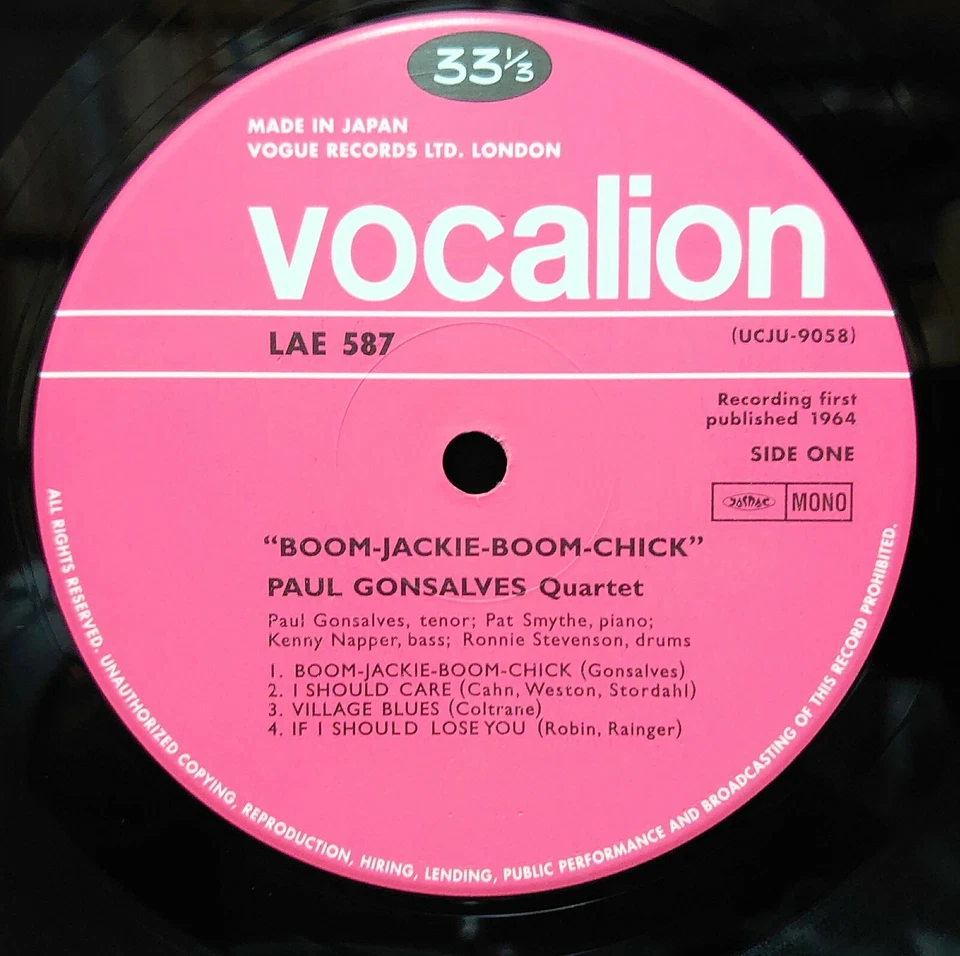 33⅓
MADE IN JAPAN
VOGUE RECORDS LTD. LONDON
vocalion
LAE 587
(UCJU-9058)
Recording first
published 1964
SIDE ONE
JASRAC MONO
“BOOM-JACKIE-BOOM-CHICK”
PAUL GONSALVES Quartet
Paul Gonsalves, tenor; Pat Smythe, piano;
Kenny Napper, bass; Ronnie Stevenson, drums
1. BOOM-JACKIE-BOOM-CHICK (Gonsalves)
2. I SHOULD CARE (Cahn, Weston, Stordahl)
3. VILLAGE BLUES (Coltrane)
4. IF I SHOULD LOSE YOU (Robin, Rainger)
ALL RIGHTS RESERVED. UNAUTHORIZED COPYING, REPRODUCTION, HIRING, LENDING, PUBLIC PERFORMANCE AND BROADCASTING OF THIS RECORD PROHIBITED.